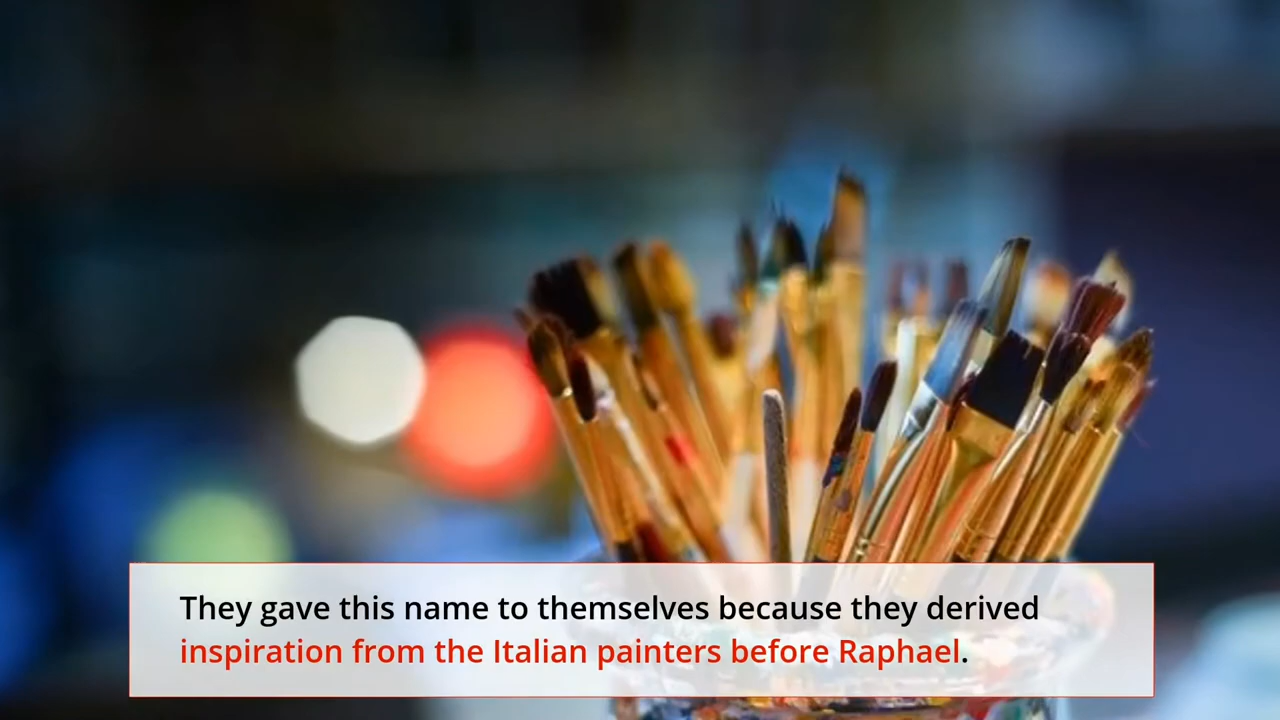 They gave this name to themselves because they derived
inspiration from the Italian painters before Raphael.